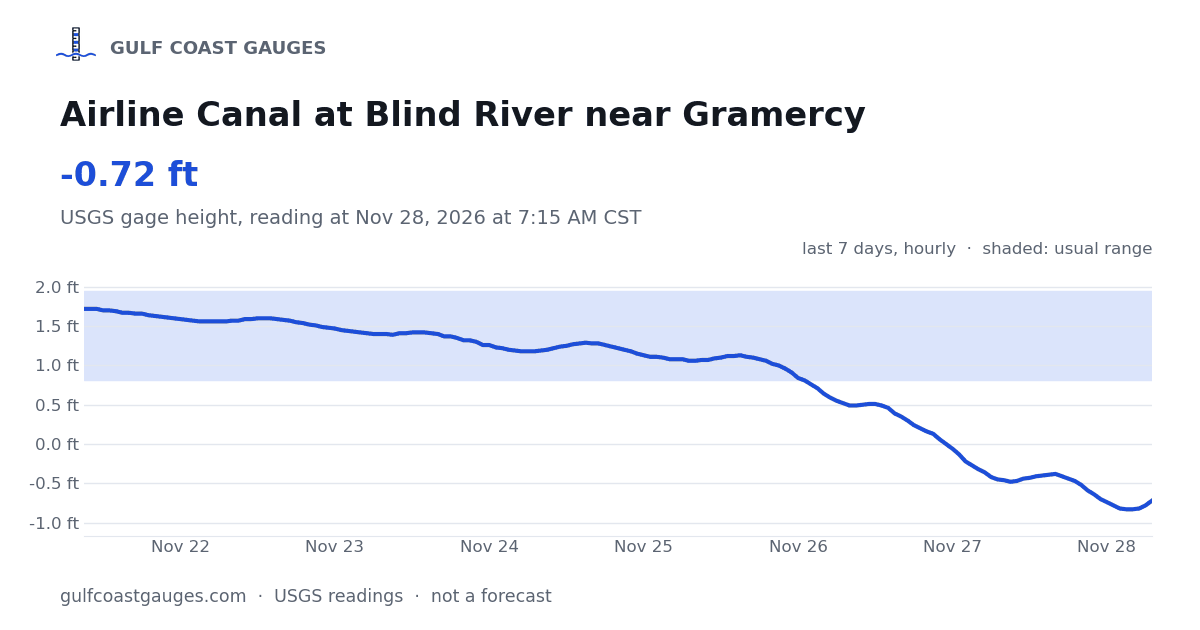 GULF COAST GAUGES
Airline Canal at Blind River near Gramercy
-0.72 ft
USGS gage height, reading at Nov 28, 2026 at 7:15 AM CST
last 7 days, hourly · shaded: usual range
2.0 ft
1.5 ft
1.0 ft
0.5 ft
0.0 ft
-0.5 ft
-1.0 ft
Nov 22 Nov 23 Nov 24 Nov 25 Nov 26 Nov 27 Nov 28
gulfcoastgauges.com · USGS readings · not a forecast